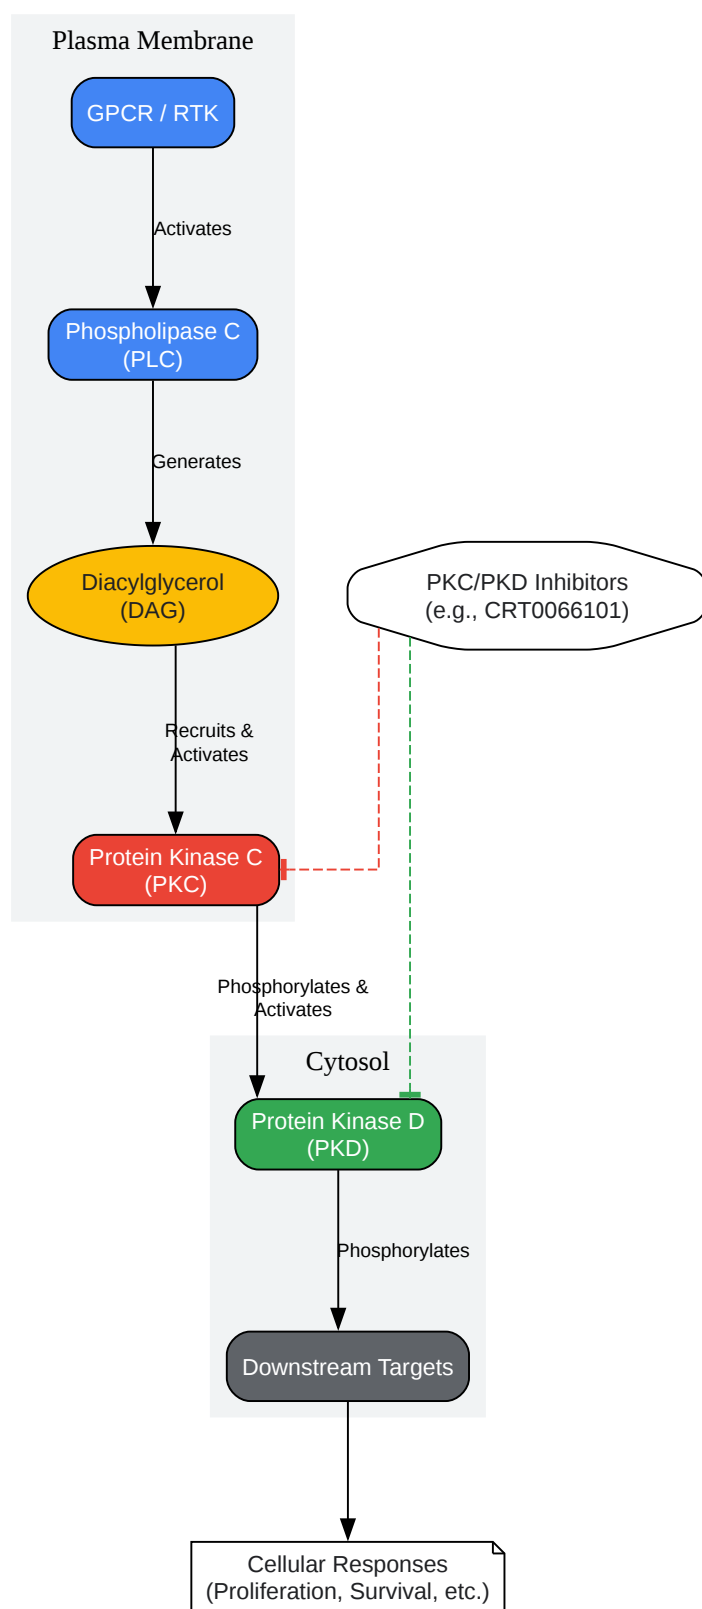 Plasma Membrane
GPCR / RTK
Activates
Phospholipase C
(PLC)
Generates
Diacylglycerol
(DAG)
PKC/PKD Inhibitors
(e.g., CRT0066101)
Recruits &
Activates
Protein Kinase C
(PKC)
Phosphorylates &
Activates
Cytosol
Protein Kinase D
(PKD)
Phosphorylates
Downstream Targets
Cellular Responses
(Proliferation, Survival, etc.)